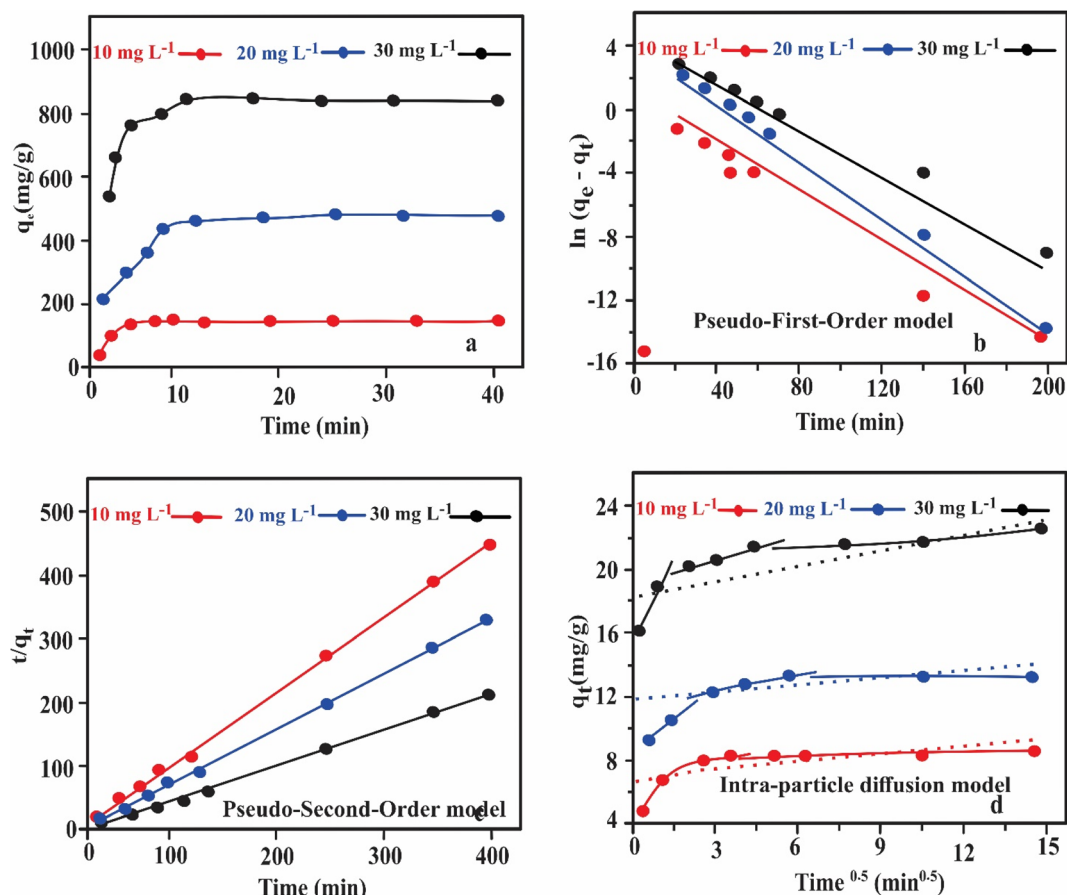 1000
800
600
400
200
0
qe(mg/g)
10 mg L-1 20 mg L-1 30 mg L-1
a
0 10 20 30 40
Time (min)
4
0
-4
-8
-12
-16
ln (qe - qt)
10 mg L-1 20 mg L-1 30 mg L-1
Pseudo-First-Order model
b
0 40 80 120 160 200
Time (min)
500
400
300
200
100
0
t/qt
10 mg L-1 20 mg L-1 30 mg L-1
Pseudo-Second-Order model
c
0 100 200 300 400
Time (min)
24
20
16
12
8
4
qt(mg/g)
10 mg L-1 20 mg L-1 30 mg L-1
Intra-particle diffusion model
d
0 3 6 9 12 15
Time 0.5 (min0.5)